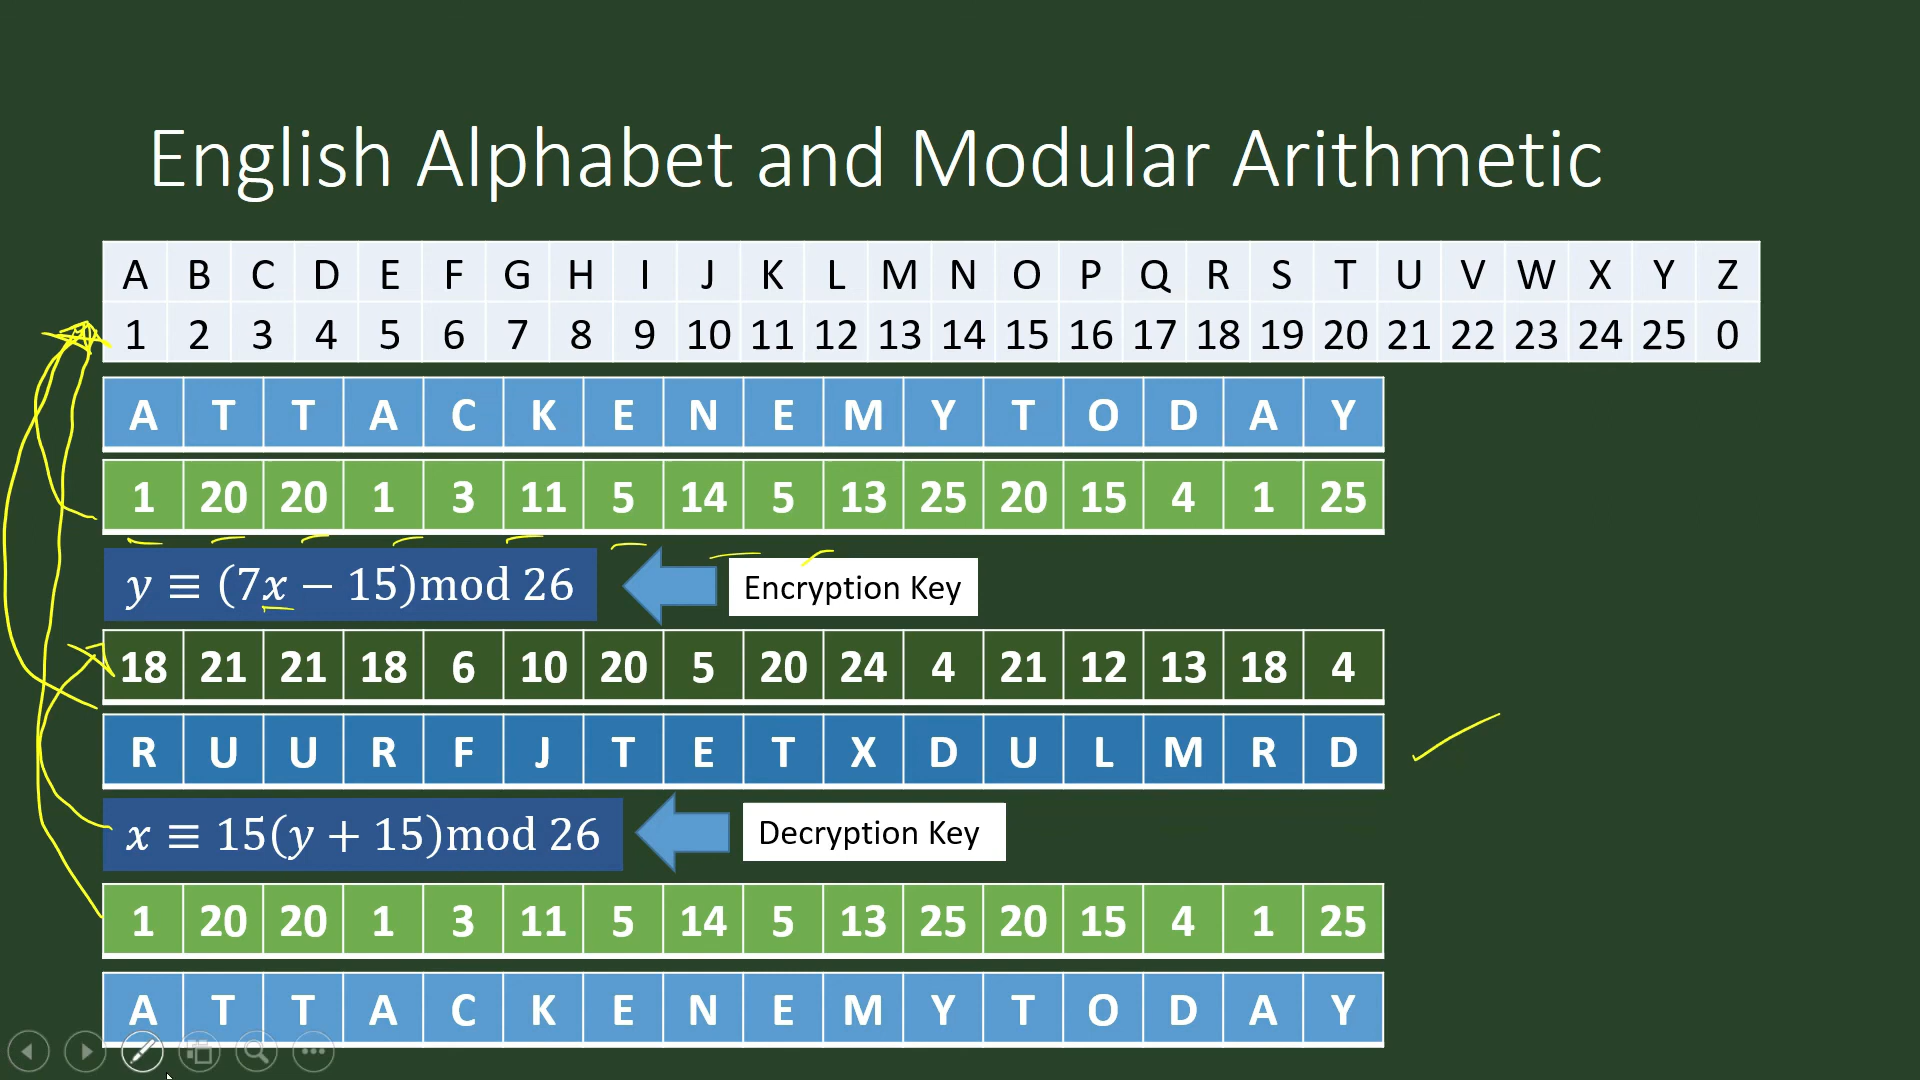 English Alphabet and Modular Arithmetic
A B C D E F G H I J K L M N O P Q R S T U V W X Y Z
1 2 3 4 5 6 7 8 9 10 11 12 13 14 15 16 17 18 19 20 21 22 23 24 25 0
A T T A C K E N E M Y T O D A Y
1 20 20 1 3 11 5 14 5 13 25 20 15 4 1 25
y ≡ (7x − 15)mod 26 Encryption Key
18 21 21 18 6 10 20 5 20 24 4 21 12 13 18 4
R U U R F J T E T X D U L M R D
x ≡ 15(y + 15)mod 26 Decryption Key
1 20 20 1 3 11 5 14 5 13 25 20 15 4 1 25
A T T A C K E N E M Y T O D A Y